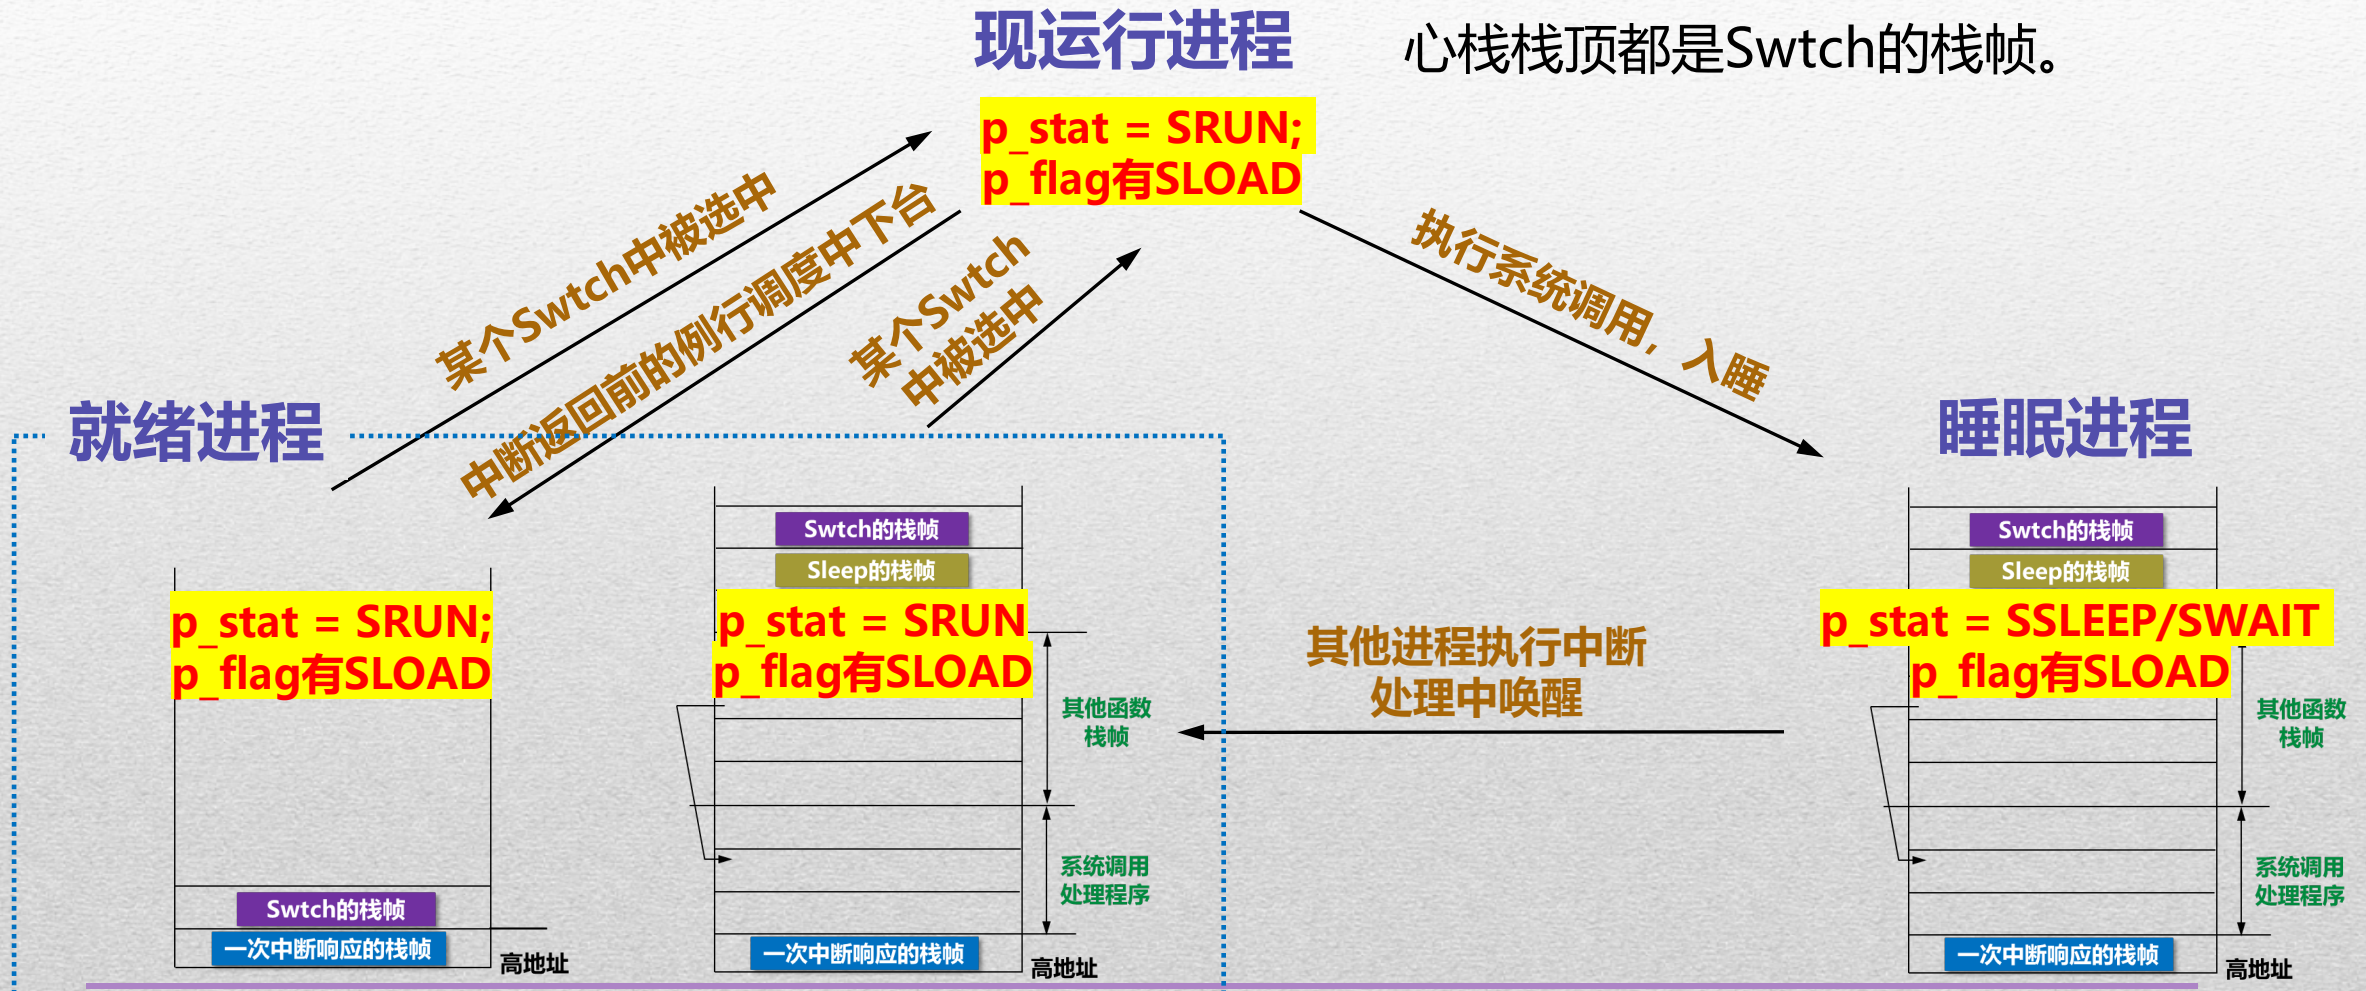 现运行进程
心栈栈顶都是Swtch的栈帧。
p_stat = SRUN;
p_flag有SLOAD
某个Swtch中被选中
中断返回前的例行调度中下台
某个Swtch
中被选中
执行系统调用，入睡
就绪进程
睡眠进程
p_stat = SRUN;
p_flag有SLOAD
Swtch的栈帧
一次中断响应的栈帧
高地址
Swtch的栈帧
Sleep的栈帧
p_stat = SRUN
p_flag有SLOAD
其他函数
栈帧
系统调用
处理程序
一次中断响应的栈帧
高地址
其他进程执行中断
处理中唤醒
Swtch的栈帧
Sleep的栈帧
p_stat = SSLEEP/SWAIT
p_flag有SLOAD
其他函数
栈帧
系统调用
处理程序
一次中断响应的栈帧
高地址